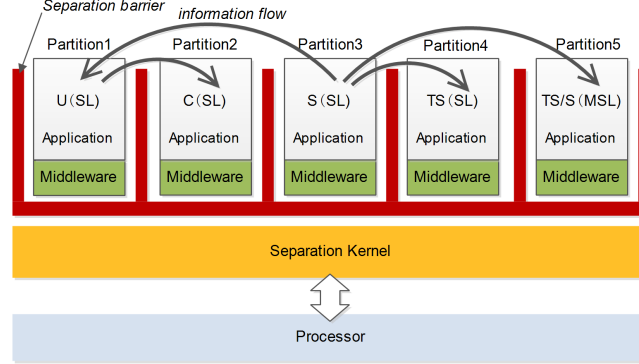 Separation barrier
information flow
Partition1 Partition2 Partition3 Partition4 Partition5
U(SL) C(SL) S(SL) TS(SL) TS/S(MSL)
Application Application Application Application Application
Middleware Middleware Middleware Middleware Middleware
Separation Kernel
Processor